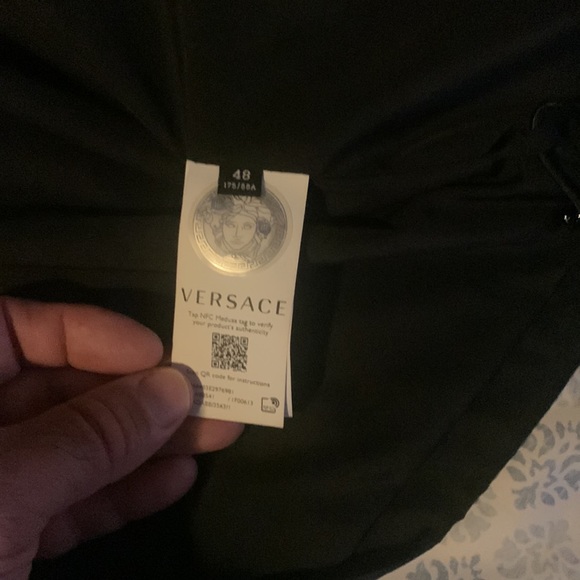 48
175/88A
VERSACE
Tap NFC Medusa tag to verify
your product's authenticity
QR code for instructions